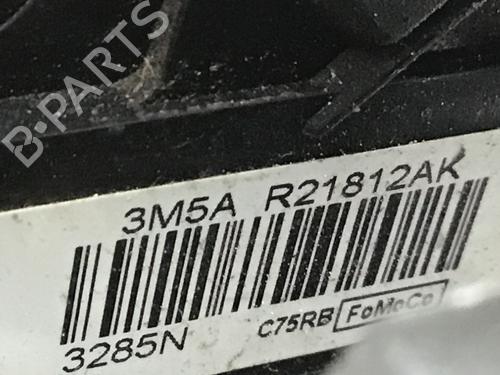 B-PARTS
3M5A R21812AK
3285N C75RB FoMoCo